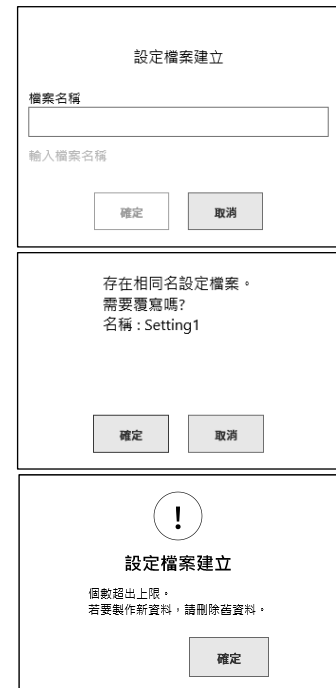 設定檔案建立
檔案名稱
輸入檔案名稱
確定
取消
存在相同名設定檔案。
需要覆寫嗎?
名稱 : Setting1
確定
取消
!
設定檔案建立
個數超出上限。
若要製作新資料，請刪除舊資料。
確定